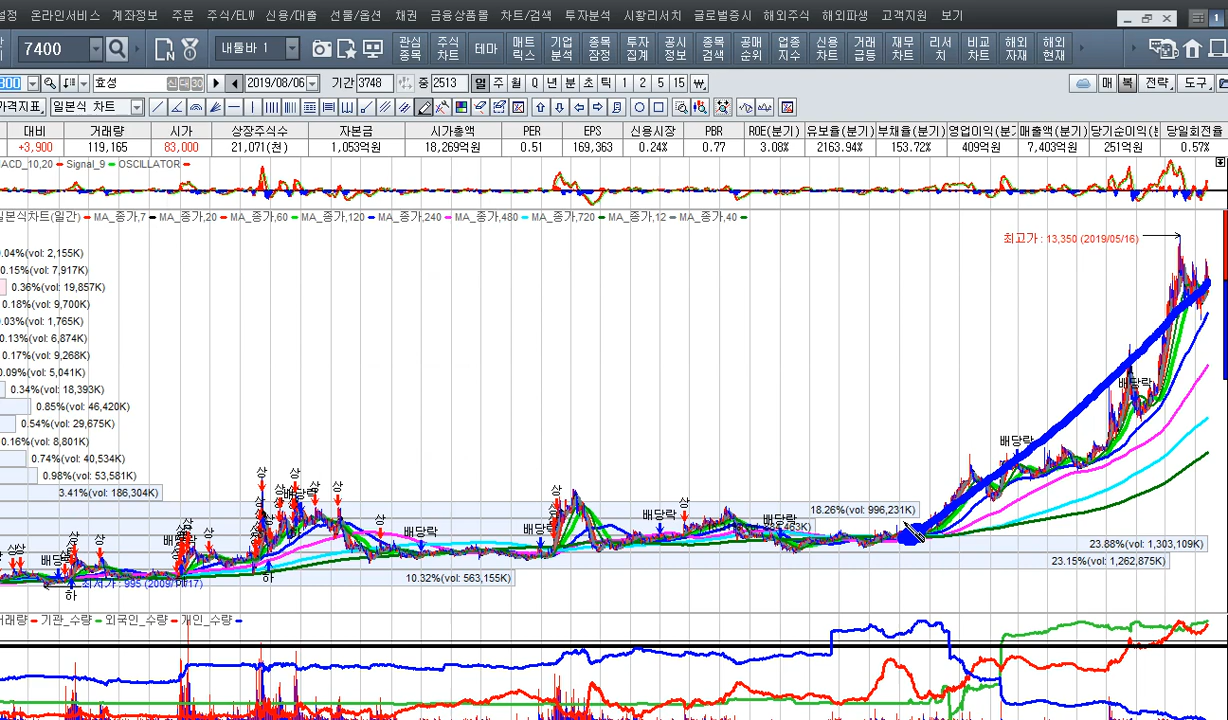 설정 온라인서비스 계좌정보 주문 주식/ELW 신용/대출 선물/옵션 채권 금융상품몰 차트/검색 투자분석 시황리서치 글로벌증시 해외주식 해외파생 고객지원 보기
7400 내툴바 1 관심종목 주식차트 테마 매트릭스 기업분석 종목잠정 투자집계 공시정보 종목검색 공매순위 업종지수 신용차트 거래급등 재무차트 리서치 비교차트 해외자재 해외현재
효성 2019/08/06 기간 3748 중 2513 일 주 월 Q 년 분 초 틱 1 2 5 15 매 복 전략 도구
가격지표 일본식 차트
대비 거래량 시가 상장주식수 자본금 시가총액 PER EPS 신용시장 PBR ROE(분기) 유보율(분기) 부채율(분기) 영업이익(분기 매출액(분기) 당기순이익(분 당일회전율
+3,900 119,165 83,000 21,071(천) 1,053억원 18,269억원 0.51 169,363 0.24% 0.77 3.08% 2163.94% 153.72% 409억원 7,403억원 251억원 0.57%
ACD_10,20 Signal_9 OSCILLATOR
일본식차트(일간) MA_종가,7 MA_종가,20 MA_종가,60 MA_종가,120 MA_종가,240 MA_종가,480 MA_종가,720 MA_종가,12 MA_종가,40
최고가 : 13,350 (2019/05/16)
0.04%(vol: 2,155K)
0.15%(vol: 7,917K)
0.36%(vol: 19,857K)
0.18%(vol: 9,700K)
0.03%(vol: 1,765K)
0.13%(vol: 6,874K)
0.17%(vol: 9,268K)
0.09%(vol: 5,041K)
0.34%(vol: 18,393K)
배당락
0.85%(vol: 46,420K)
0.54%(vol: 29,675K)
0.16%(vol: 8,801K)
배당락
0.74%(vol: 40,534K)
0.98%(vol: 53,581K)
상 상
3.41%(vol: 186,304K)
상 상 상 상 상 상
18.26%(vol: 996,231K)
상 배당락 배당락 배당락 배당락
23.88%(vol: 1,303,109K)
23.15%(vol: 1,262,875K)
10.32%(vol: 563,155K)
하 하
거래량 기관_수량 외국인_수량 개인_수량